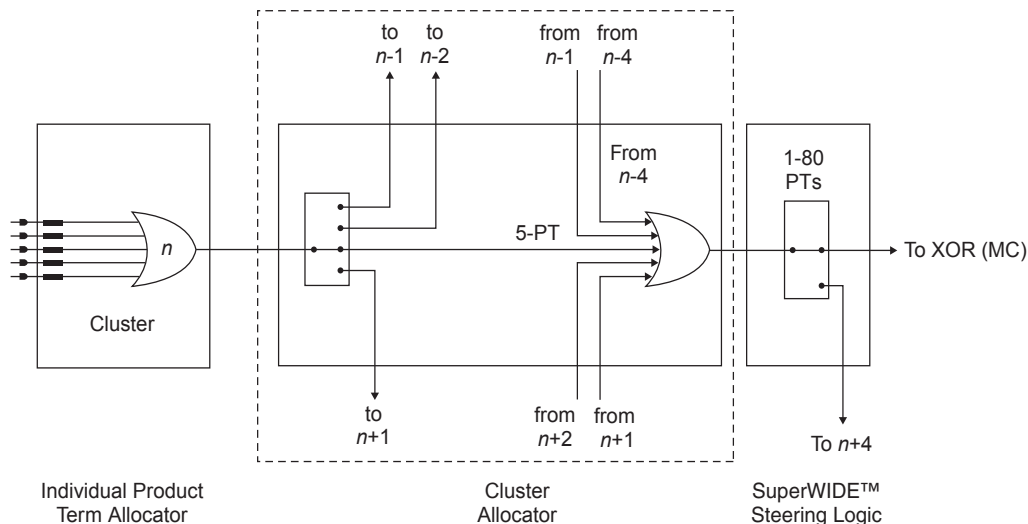 to
n-1
to
n-2
from
n-1
from
n-4
From
n-4
1-80
PTs
n
5-PT
To XOR (MC)
Cluster
to
n+1
from
n+2
from
n+1
To n+4
Individual Product
Term Allocator
Cluster
Allocator
SuperWIDE™
Steering Logic